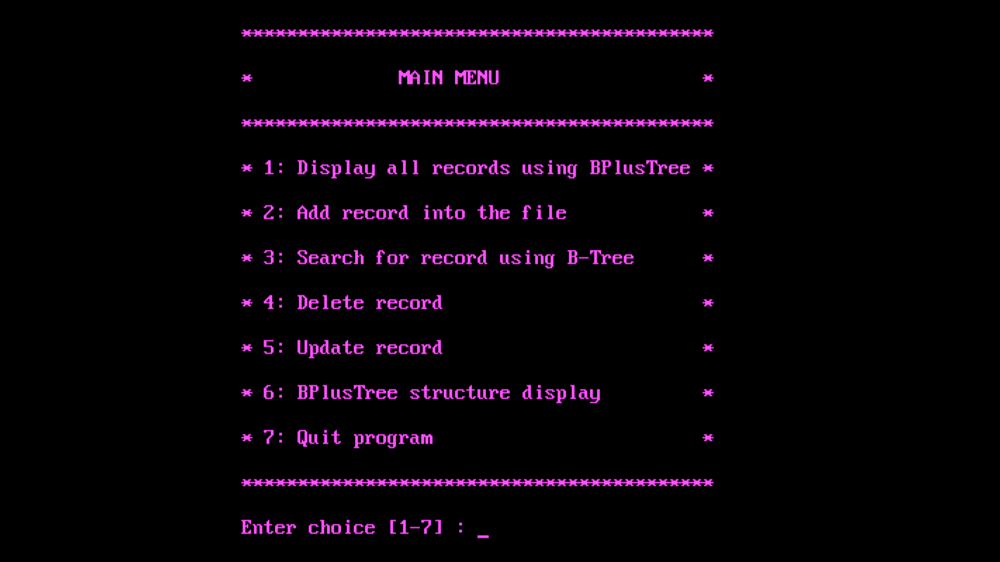 ******************************************
* MAIN MENU *
******************************************
* 1: Display all records using BPlusTree *
* 2: Add record into the file *
* 3: Search for record using B-Tree *
* 4: Delete record *
* 5: Update record *
* 6: BPlusTree structure display *
* 7: Quit program *
******************************************
Enter choice [1-7] : _